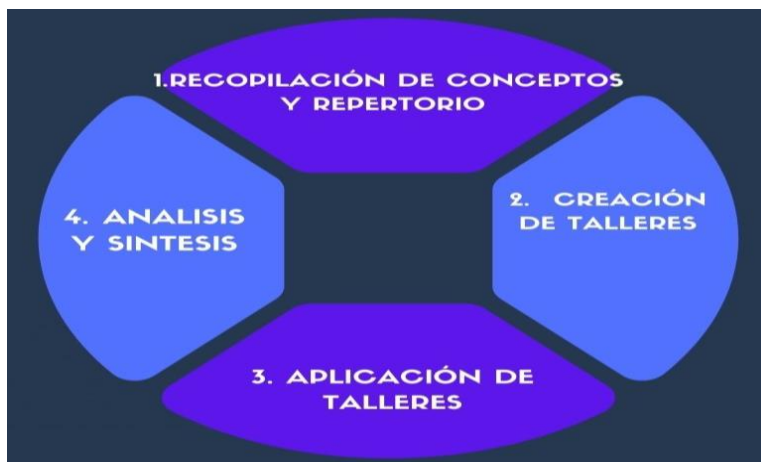 1.RECOPILACIÓN DE CONCEPTOS
Y REPERTORIO
2. CREACIÓN
DE TALLERES
3. APLICACIÓN DE
TALLERES
4. ANALISIS
Y SINTESIS